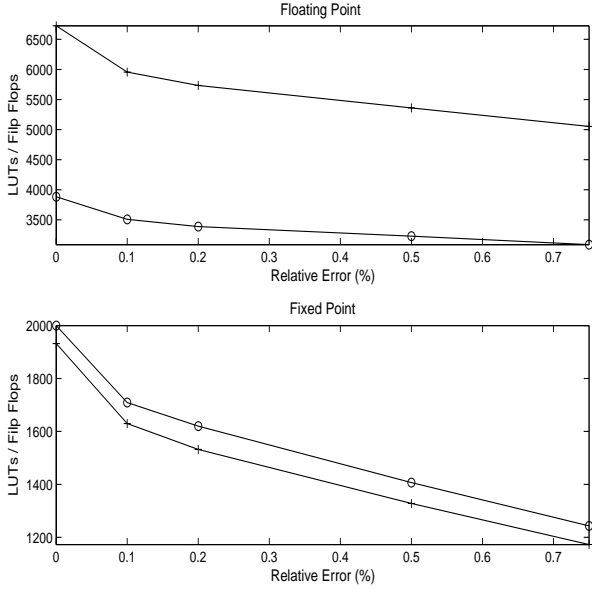 Floating Point
6500
6000
5500
5000
4500
4000
3500
LUTs / Filp Flops
0 0.1 0.2 0.3 0.4 0.5 0.6 0.7
Relative Error (%)
Fixed Point
2000
1800
1600
1400
1200
LUTs / Filp Flops
0 0.1 0.2 0.3 0.4 0.5 0.6 0.7
Relative Error (%)